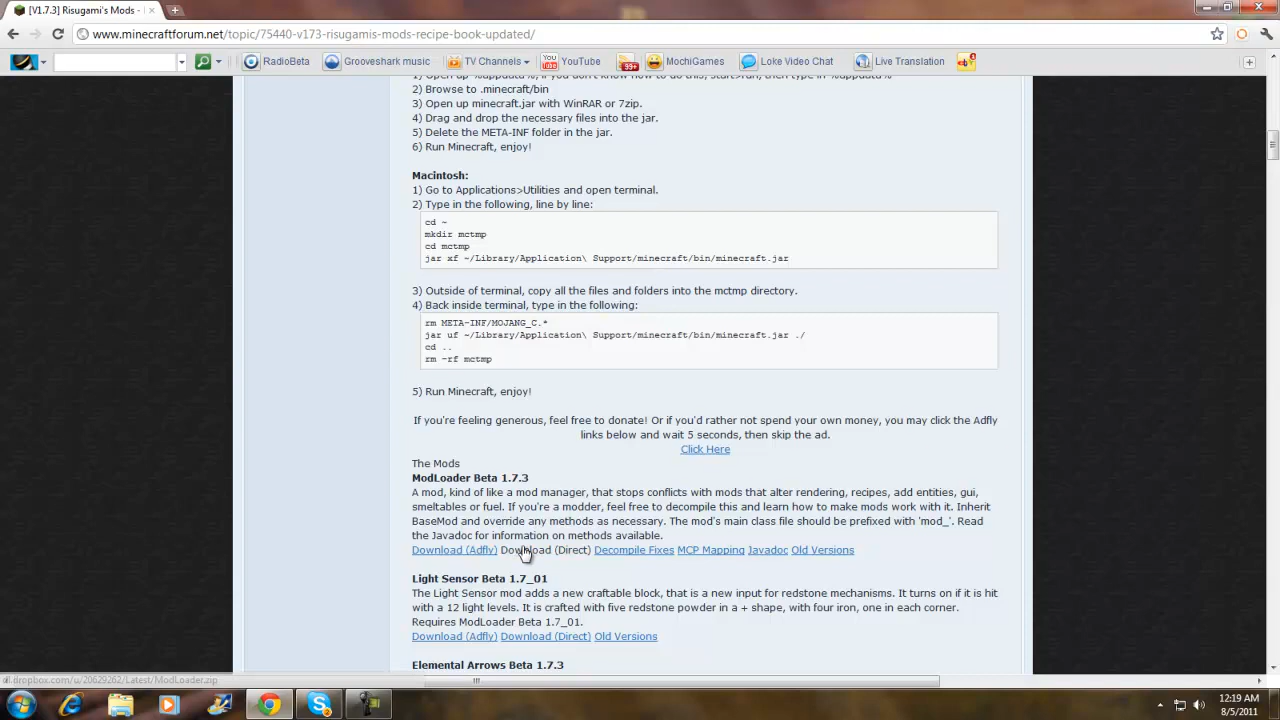 [V1.7.3] Risugami's Mods -
www.minecraftforum.net/topic/75440-v173-risugamis-mods-recipe-book-updated/
RadioBeta Grooveshark music TV Channels YouTube 99+ MochiGames Loke Video Chat Live Translation
2) Browse to .minecraft/bin
3) Open up minecraft.jar with WinRAR or 7zip.
4) Drag and drop the necessary files into the jar.
5) Delete the META-INF folder in the jar.
6) Run Minecraft, enjoy!
Macintosh:
1) Go to Applications>Utilities and open terminal.
2) Type in the following, line by line:
cd ~
mkdir mctmp
cd mctmp
jar xf ~/Library/Application\ Support/minecraft/bin/minecraft.jar
3) Outside of terminal, copy all the files and folders into the mctmp directory.
4) Back inside terminal, type in the following:
rm META-INF/MOJANG_C.*
jar uf ~/Library/Application\ Support/minecraft/bin/minecraft.jar ./
cd ..
rm -rf mctmp
5) Run Minecraft, enjoy!
If you're feeling generous, feel free to donate! Or if you'd rather not spend your own money, you may click the Adfly
links below and wait 5 seconds, then skip the ad.
Click Here
The Mods
ModLoader Beta 1.7.3
A mod, kind of like a mod manager, that stops conflicts with mods that alter rendering, recipes, add entities, gui,
smeltables or fuel. If you're a modder, feel free to decompile this and learn how to make mods work with it. Inherit
BaseMod and override any methods as necessary. The mod's main class file should be prefixed with 'mod_'. Read
the Javadoc for information on methods available.
Download (Adfly) Download (Direct) Decompile Fixes MCP Mapping Javadoc Old Versions
Light Sensor Beta 1.7_01
The Light Sensor mod adds a new craftable block, that is a new input for redstone mechanisms. It turns on if it is hit
with a 12 light levels. It is crafted with five redstone powder in a + shape, with four iron, one in each corner.
Requires ModLoader Beta 1.7_01.
Download (Adfly) Download (Direct) Old Versions
Elemental Arrows Beta 1.7.3
dl.dropbox.com/u/20629262/Latest/ModLoader.zip
12:19 AM
8/5/2011